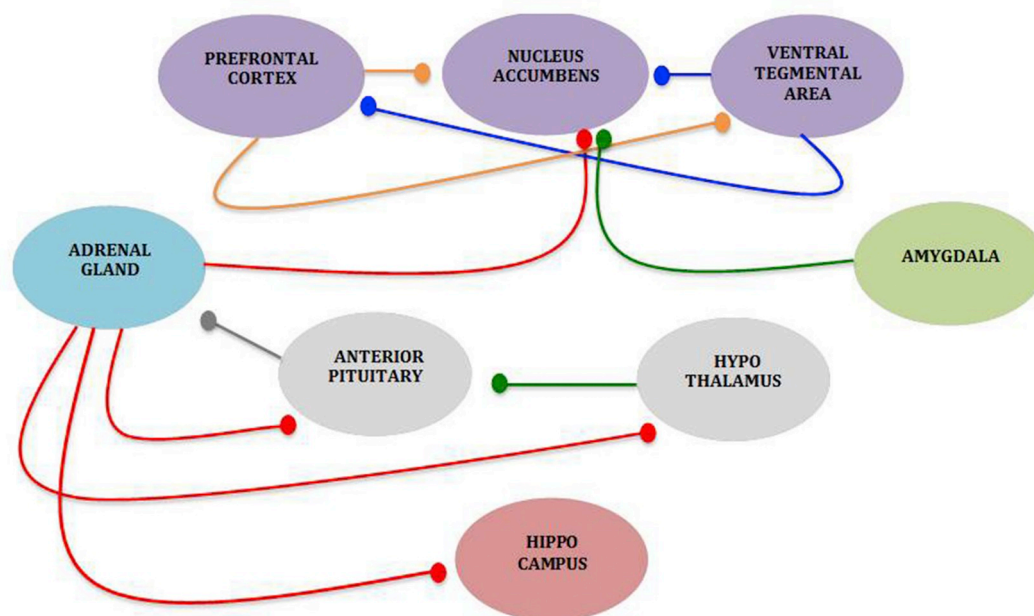 PREFRONTAL
CORTEX
NUCLEUS
ACCUMBENS
VENTRAL
TEGMENTAL
AREA
ADRENAL
GLAND
AMYGDALA
ANTERIOR
PITUITARY
HYPO
THALAMUS
HIPPO
CAMPUS